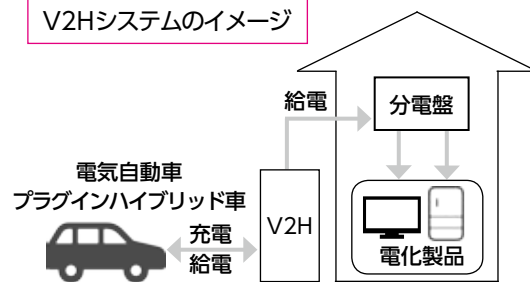 V2Hシステムのイメージ
給電
分電盤
電気自動車
プラグインハイブリッド車
V2H
充電
給電
電化製品